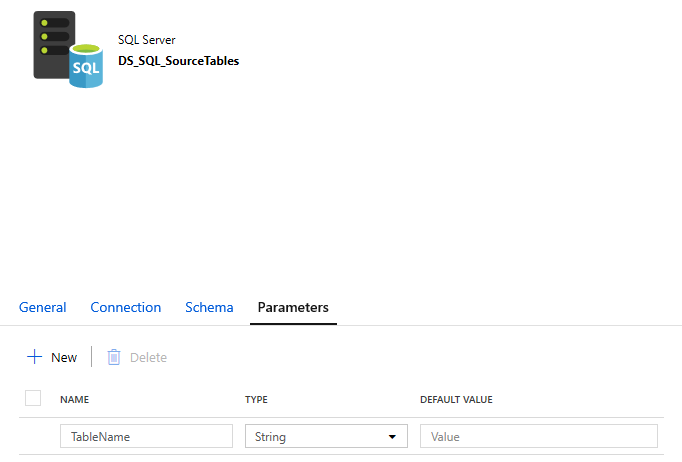 SQL Server
DS_SQL_SourceTables
SQL
General Connection Schema Parameters
New Delete
NAME TYPE DEFAULT VALUE
TableName String Value